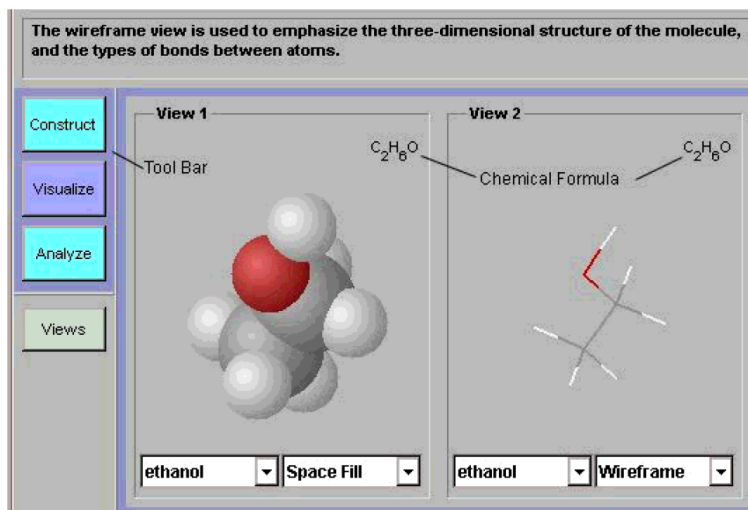 The wireframe view is used to emphasize the three-dimensional structure of the molecule,
and the types of bonds between atoms.
Construct
Visualize
Analyze
Views
Tool Bar
View 1
C₂H₆O
Chemical Formula
View 2
C₂H₆O
ethanol
Space Fill
ethanol
Wireframe